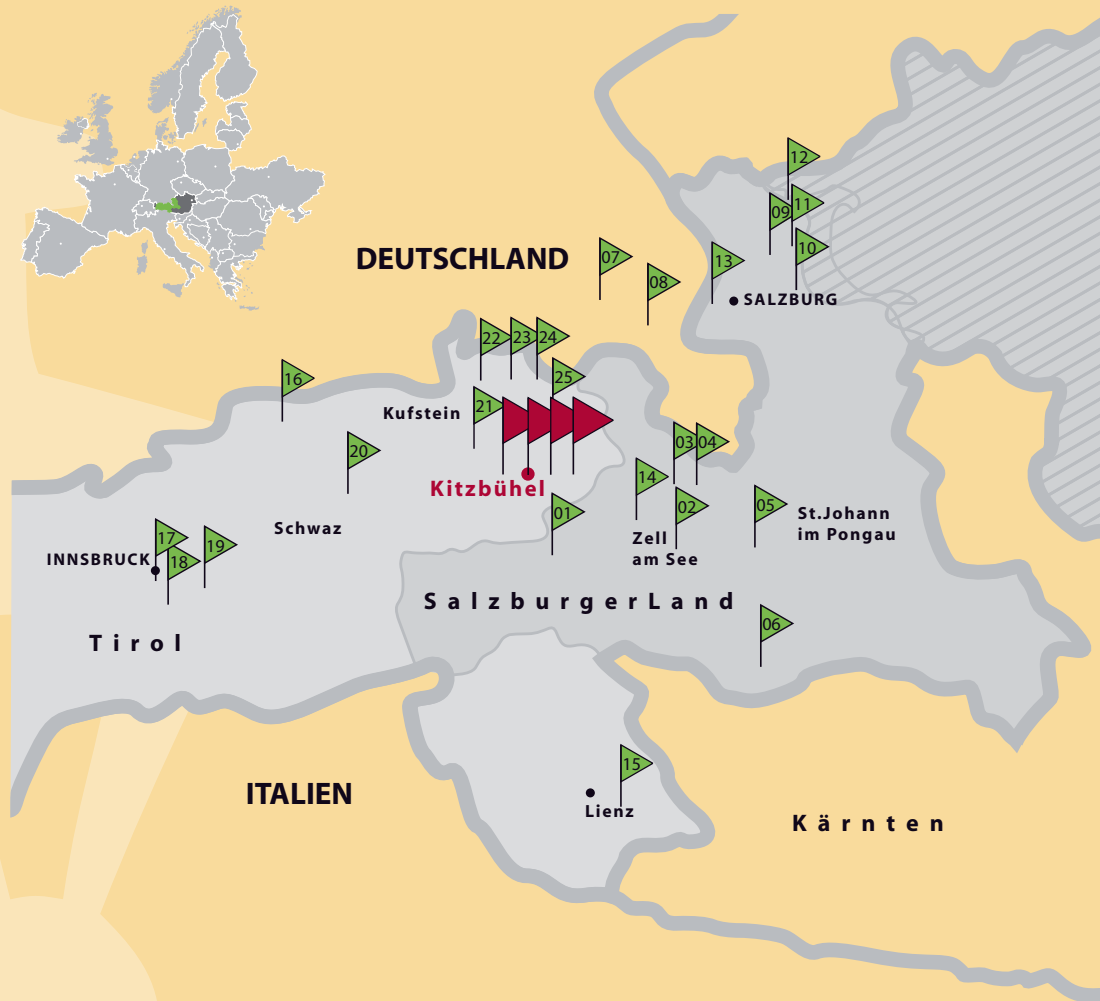 12
11
09
10
DEUTSCHLAND
07
13
08
SALZBURG
22
23
24
16
25
Kufstein
21
03
04
20
14
Kitzbühel
01
02
05
St.Johann
im Pongau
Schwaz
17
19
Zell
am See
INNSBRUCK
18
SalzburgerLand
06
Tirol
15
ITALIEN
Lienz
Kärnten